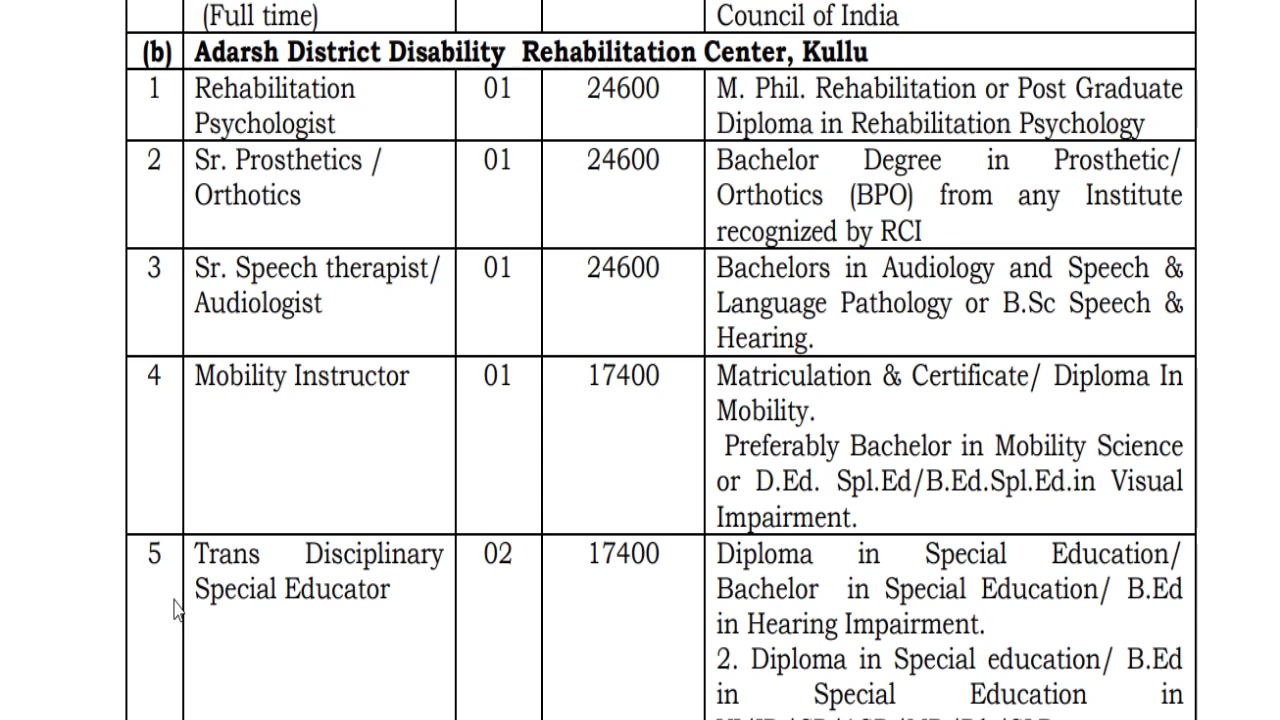 (Full time)
Council of India
(b) Adarsh District Disability Rehabilitation Center, Kullu
1 Rehabilitation 01 24600 M. Phil. Rehabilitation or Post Graduate
Psychologist Diploma in Rehabilitation Psychology
2 Sr. Prosthetics / 01 24600 Bachelor Degree in Prosthetic/
Orthotics Orthotics (BPO) from any Institute
recognized by RCI
3 Sr. Speech therapist/ 01 24600 Bachelors in Audiology and Speech &
Audiologist Language Pathology or B.Sc Speech &
Hearing.
4 Mobility Instructor 01 17400 Matriculation & Certificate/ Diploma In
Mobility.
Preferably Bachelor in Mobility Science
or D.Ed. Spl.Ed/B.Ed.Spl.Ed.in Visual
Impairment.
5 Trans Disciplinary 02 17400 Diploma in Special Education/
Special Educator Bachelor in Special Education/ B.Ed
in Hearing Impairment.
2. Diploma in Special education/ B.Ed
in Special Education in